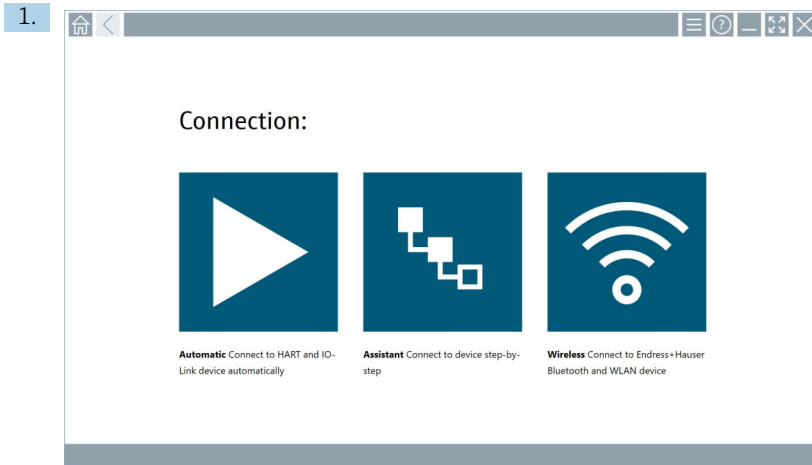 1.
?
Connection:
Automatic Connect to HART and IO-
Link device automatically
Assistant Connect to device step-by-
step
Wireless Connect to Endress+Hauser
Bluetooth and WLAN device